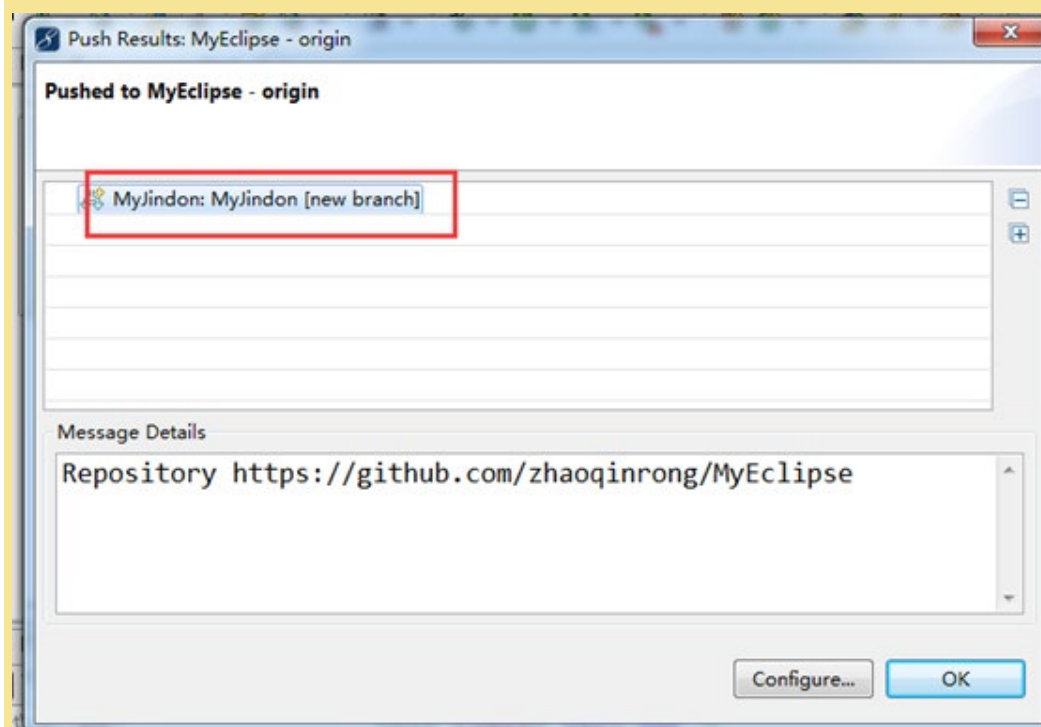 Push Results: MyEclipse - origin
Pushed to MyEclipse - origin
MyJindon: MyJindon [new branch]
Message Details
Repository https://github.com/zhaoqinrong/MyEclipse
Configure...
OK